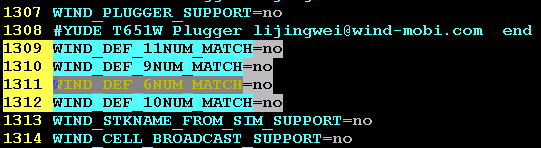 1307 WIND_PLUGGER_SUPPORT=no
1308 #YUDE T651W Plugger lijingwei@wind-mobi.com end
1309 WIND_DEF_11NUM_MATCH=no
1310 WIND_DEF_9NUM_MATCH=no
1311 WIND_DEF_6NUM_MATCH=no
1312 WIND_DEF_10NUM_MATCH=no
1313 WIND_STKNAME_FROM_SIM_SUPPORT=no
1314 WIND_CELL_BROADCAST_SUPPORT=no